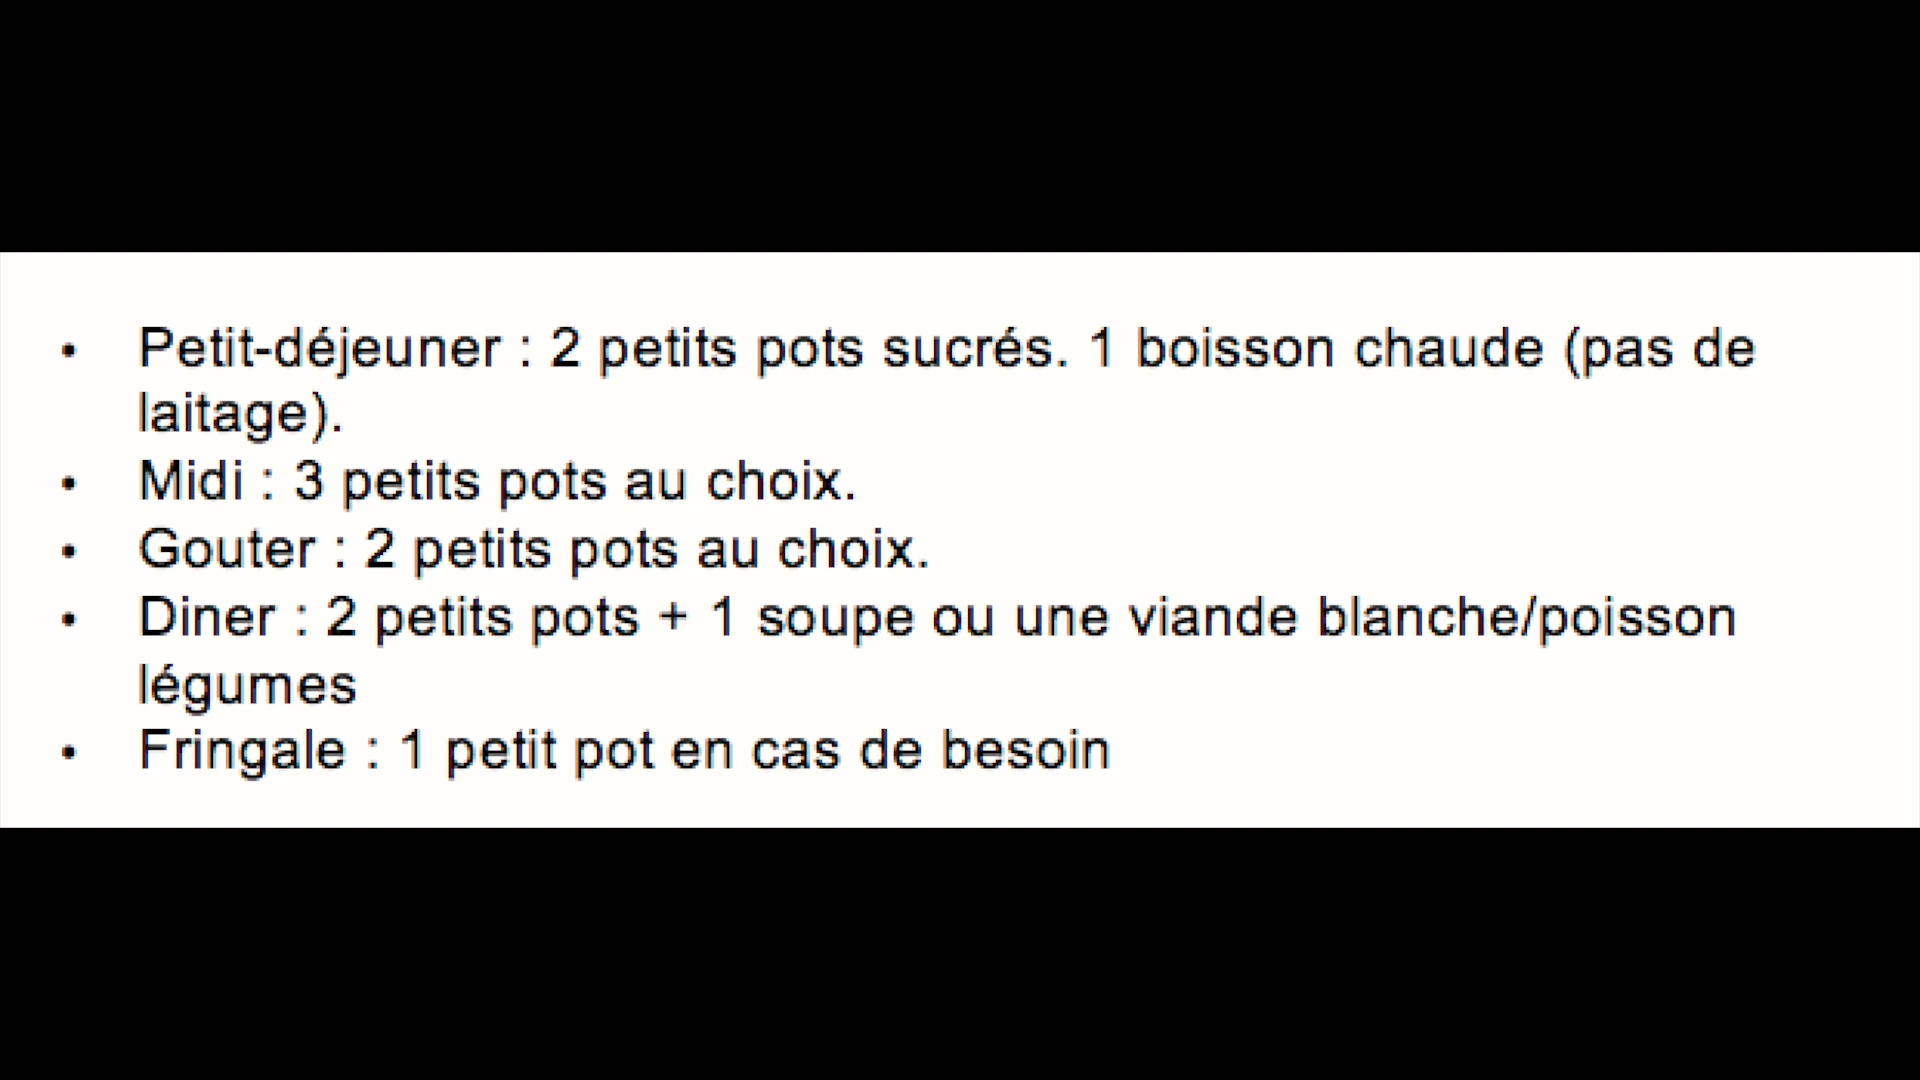 • Petit-déjeuner : 2 petits pots sucrés. 1 boisson chaude (pas de
laitage).
• Midi : 3 petits pots au choix.
• Gouter : 2 petits pots au choix.
• Diner : 2 petits pots + 1 soupe ou une viande blanche/poisson
légumes
• Fringale : 1 petit pot en cas de besoin